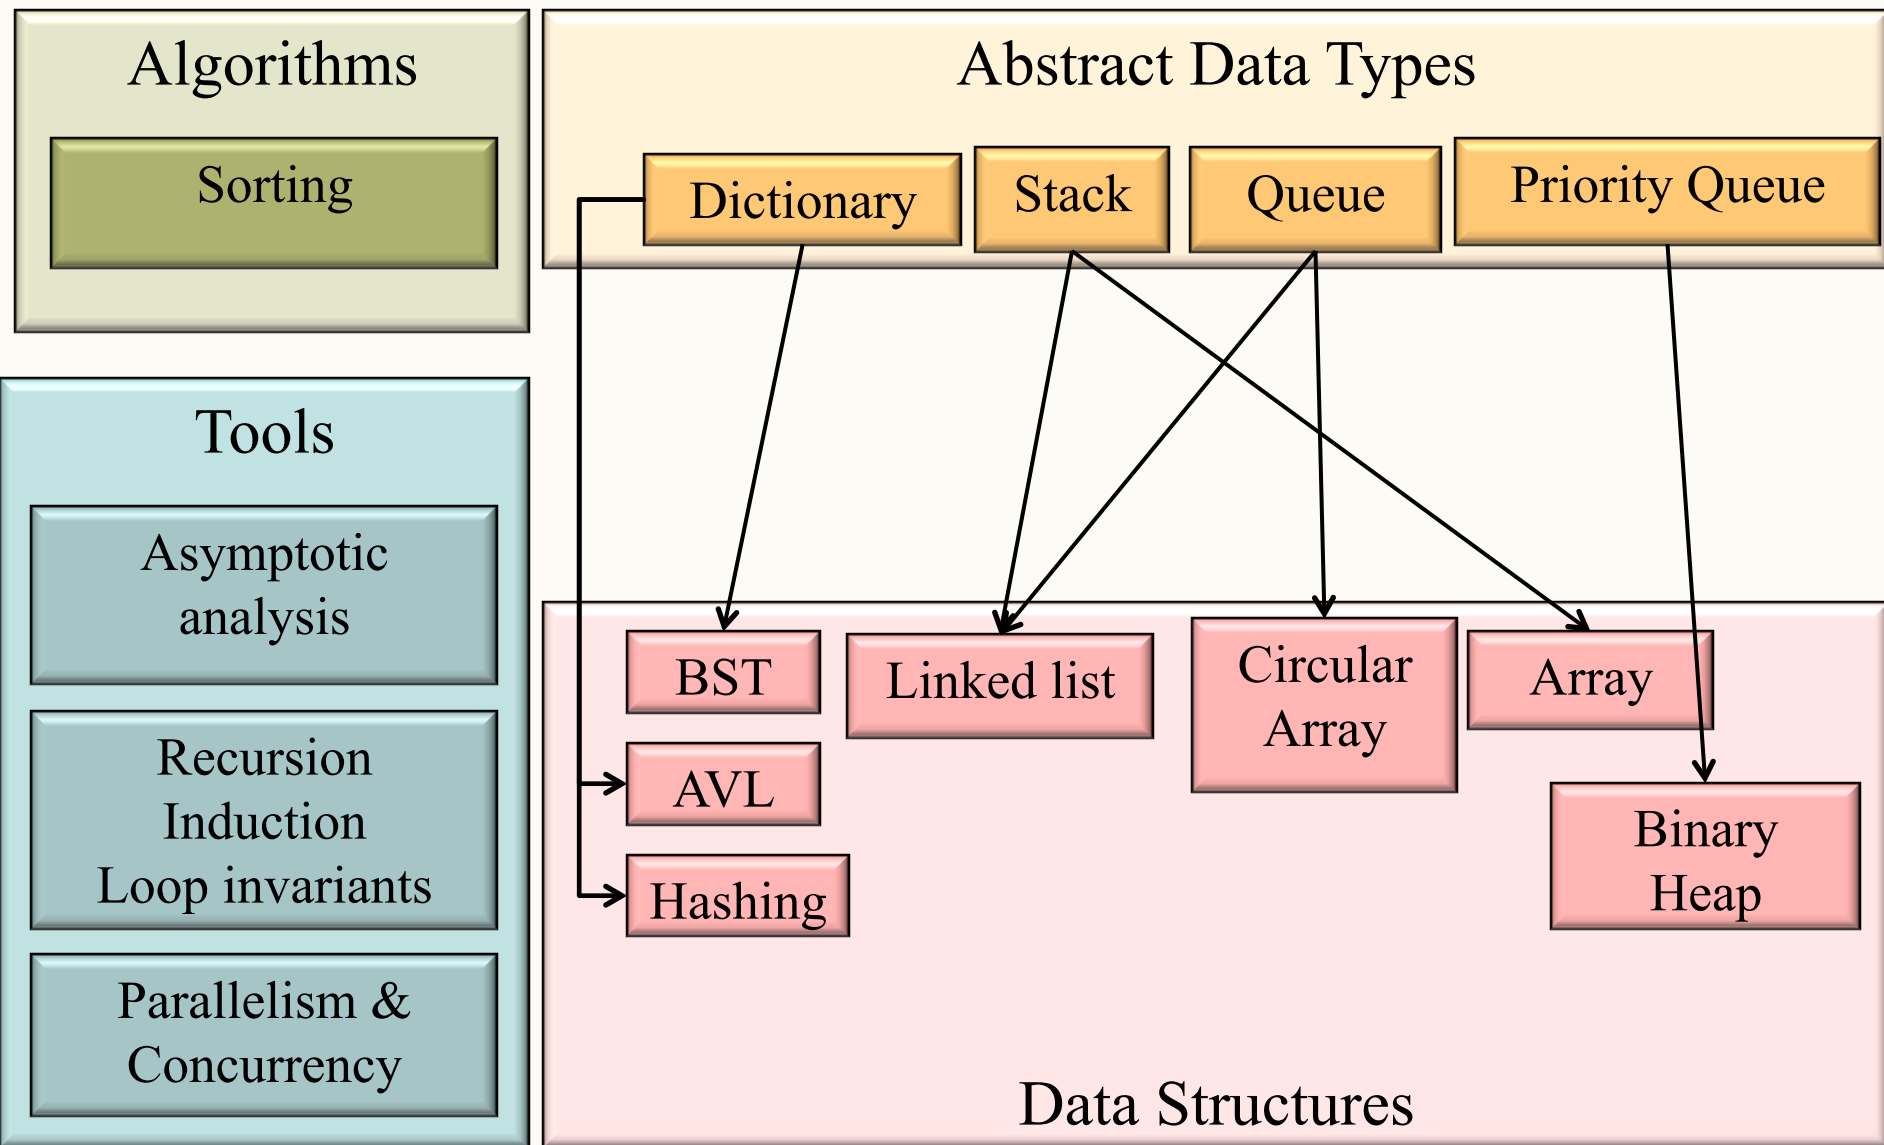 Algorithms
Sorting
Abstract Data Types
Dictionary
Stack
Queue
Priority Queue
Tools
Asymptotic
analysis
Recursion
Induction
Loop invariants
Parallelism &
Concurrency
BST
Linked list
Circular
Array
Array
AVL
Hashing
Binary
Heap
Data Structures